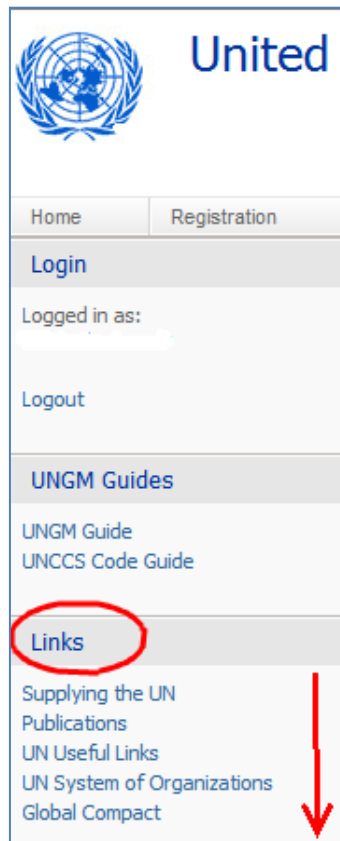 United
Home Registration
Login
Logged in as:
Logout
UNGM Guides
UNGM Guide
UNCCS Code Guide
Links
Supplying the UN
Publications
UN Useful Links
UN System of Organizations
Global Compact